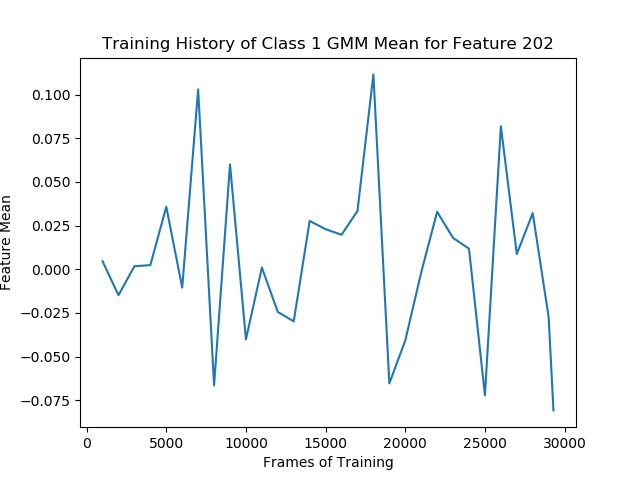 Training History of Class 1 GMM Mean for Feature 202
Feature Mean
0.100
0.075
0.050
0.025
0.000
−0.025
−0.050
−0.075
0 5000 10000 15000 20000 25000 30000
Frames of Training